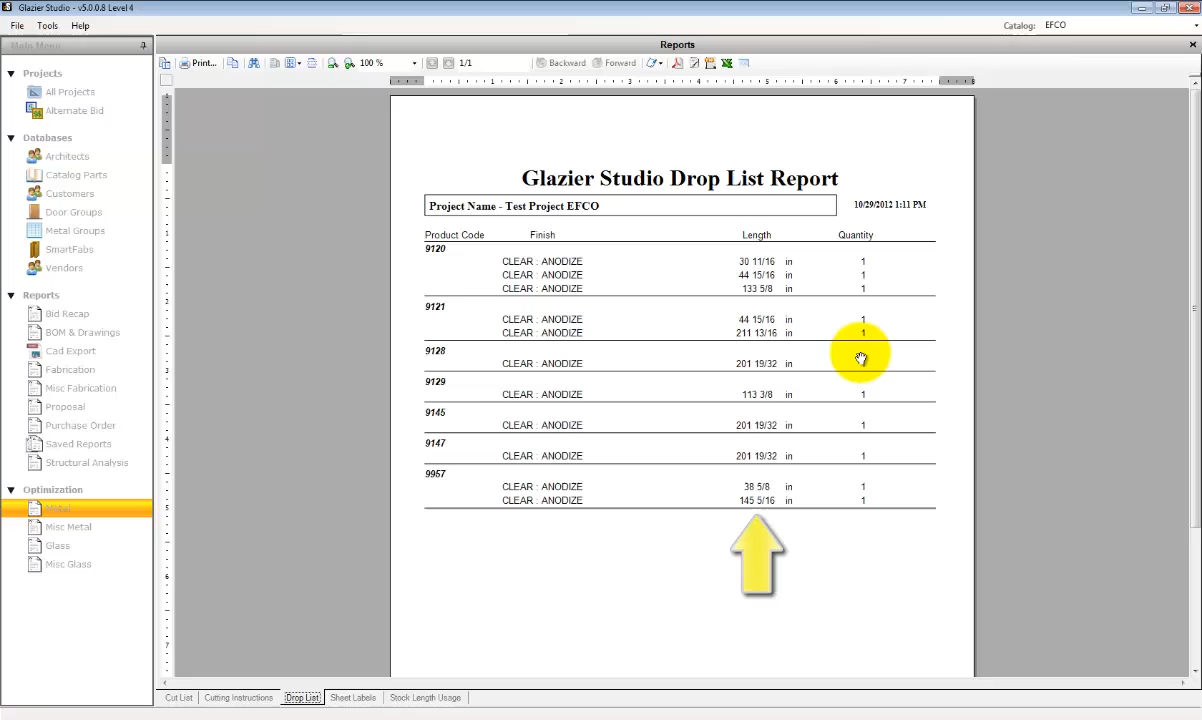 Glazier Studio - v5.0.0.8 Level 4
File Tools Help
Catalog: EFCO
Main Menu
Reports
Print... 100 % 1/1 Backward Forward
Projects
All Projects
Alternate Bid
Databases
Architects
Catalog Parts
Customers
Door Groups
Metal Groups
SmartFabs
Vendors
Reports
Bid Recap
BOM & Drawings
Cad Export
Fabrication
Misc Fabrication
Proposal
Purchase Order
Saved Reports
Structural Analysis
Optimization
Metal
Misc Metal
Glass
Misc Glass
Glazier Studio Drop List Report
Project Name - Test Project EFCO
10/29/2012 1:11 PM
Product Code Finish Length Quantity
9120
CLEAR : ANODIZE 30 11/16 in 1
CLEAR : ANODIZE 44 15/16 in 1
CLEAR : ANODIZE 133 5/8 in 1
9121
CLEAR : ANODIZE 44 15/16 in 1
CLEAR : ANODIZE 211 13/16 in 1
9128
CLEAR : ANODIZE 201 19/32 in
9129
CLEAR : ANODIZE 113 3/8 in 1
9145
CLEAR : ANODIZE 201 19/32 in 1
9147
CLEAR : ANODIZE 201 19/32 in 1
9957
CLEAR : ANODIZE 38 5/8 in 1
CLEAR : ANODIZE 145 5/16 in 1
Cut List Cutting Instructions Drop List Sheet Labels Stock Length Usage